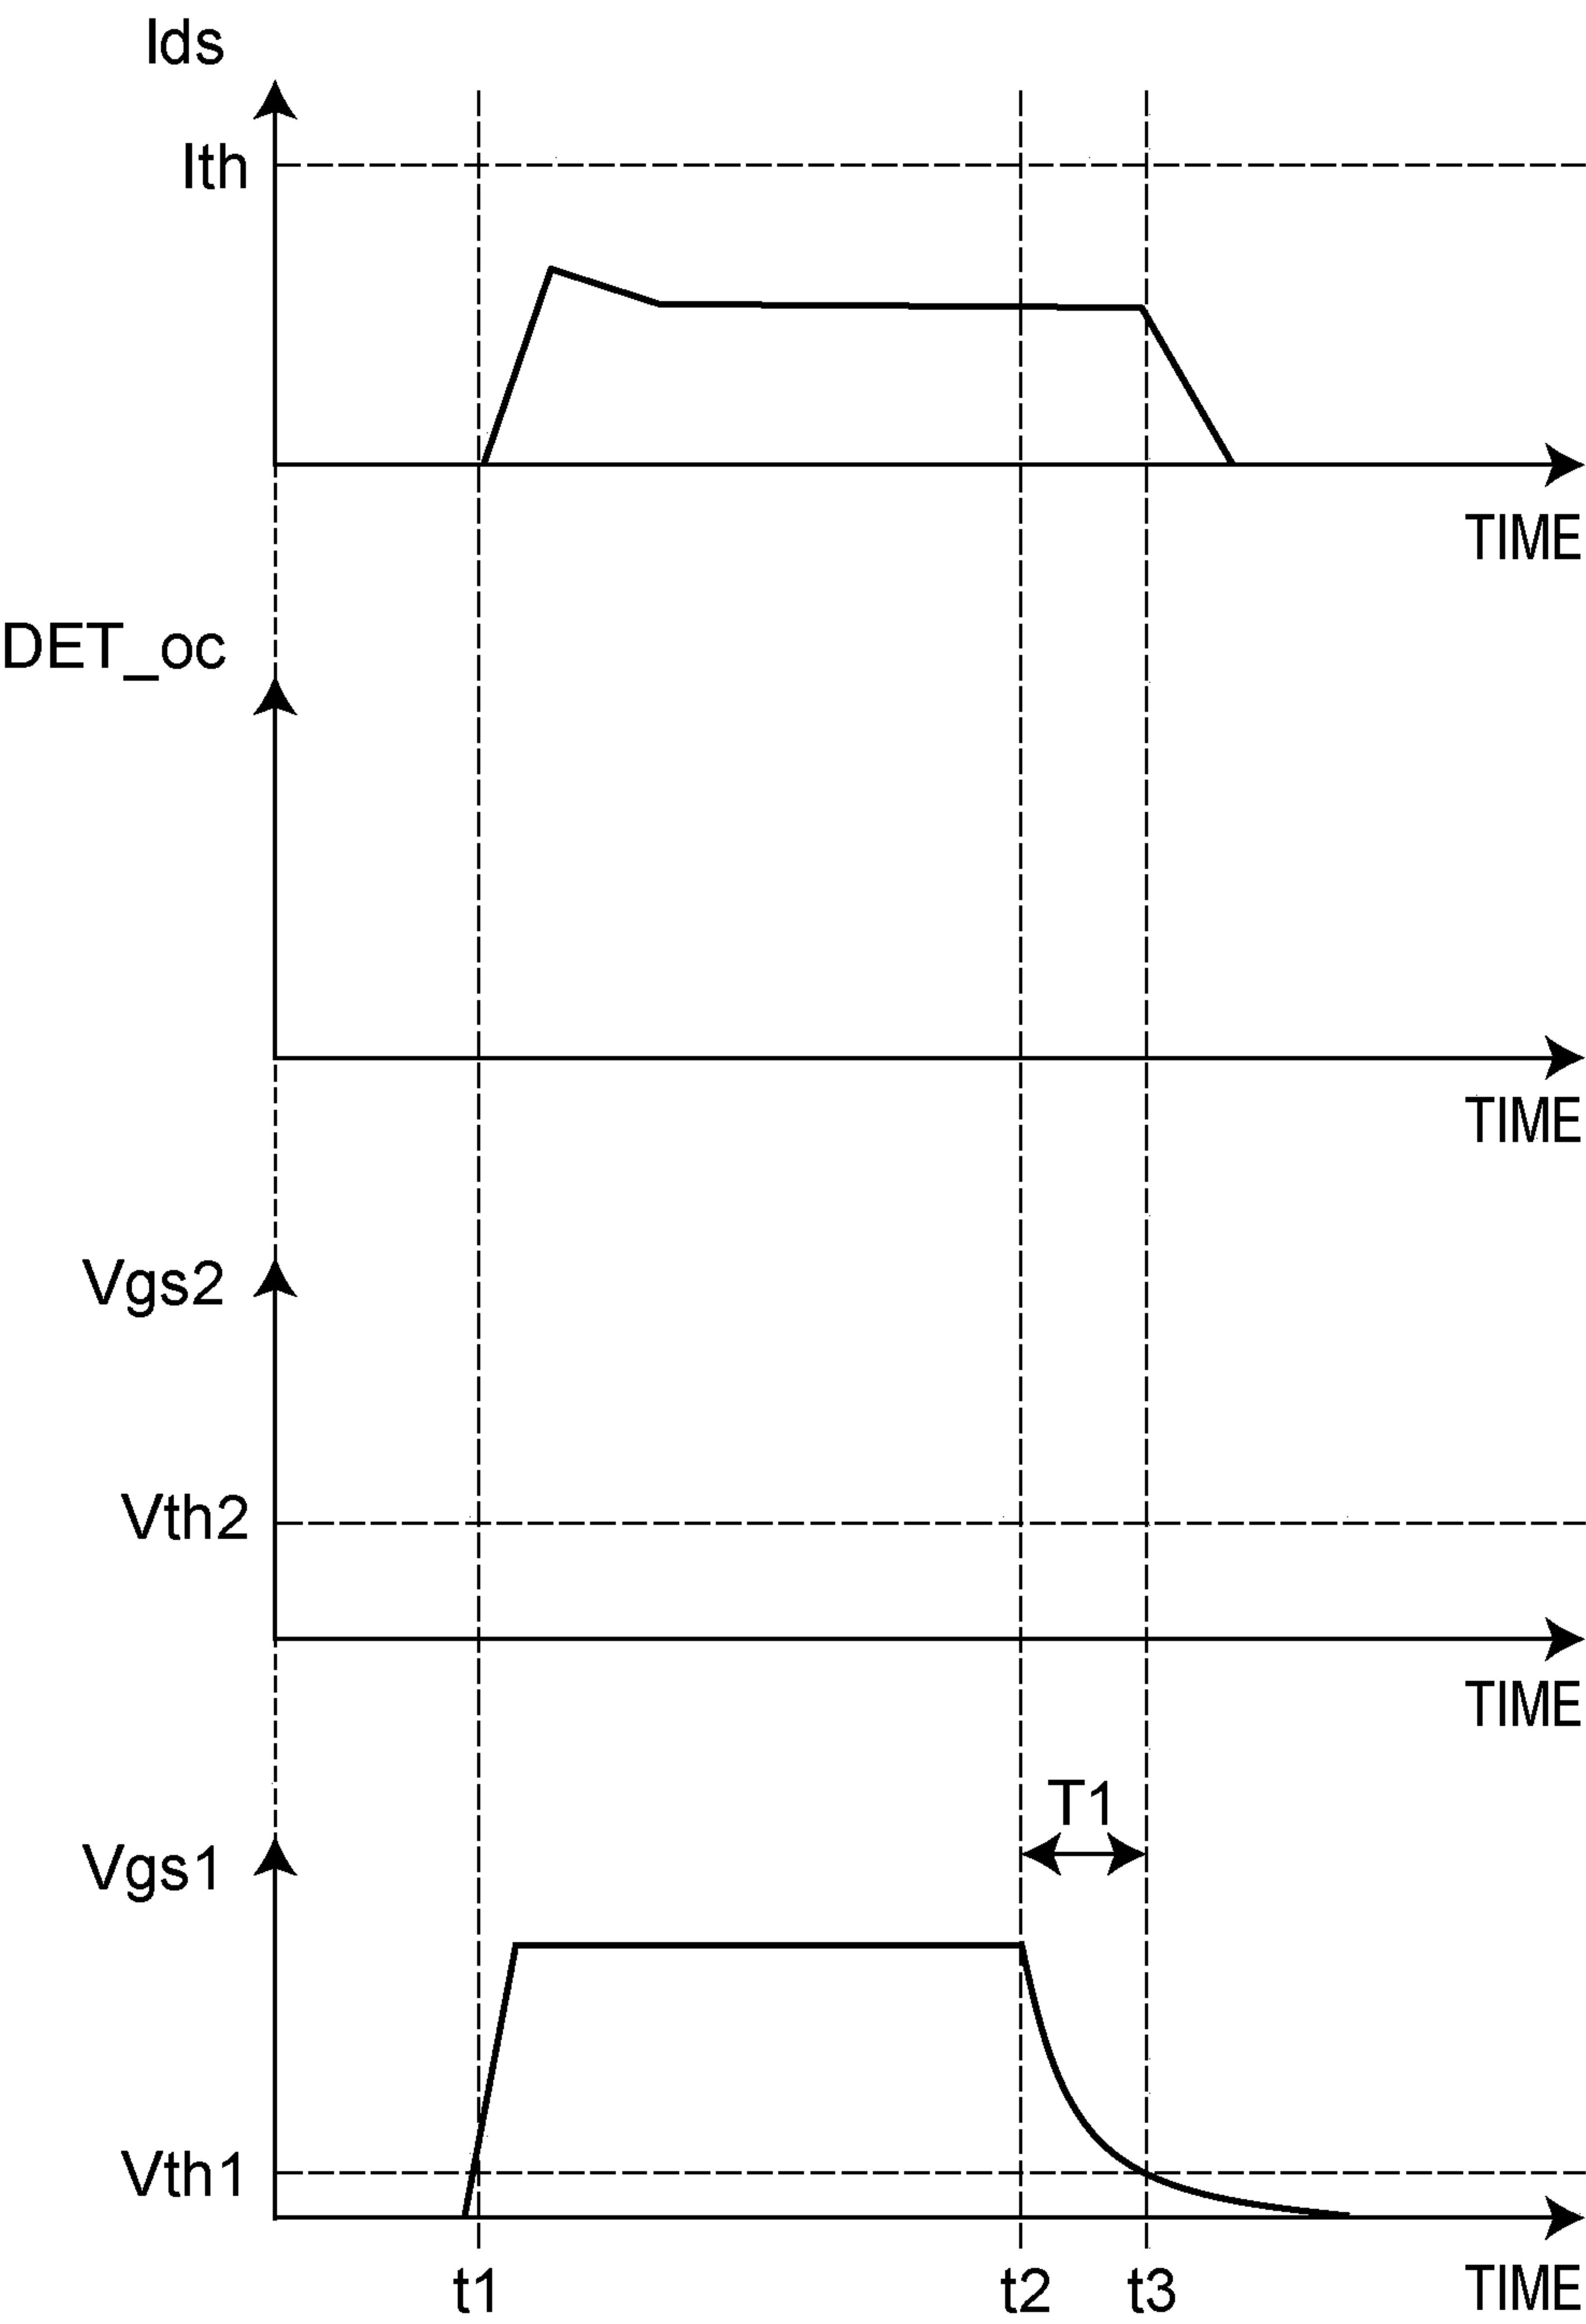 Ids
Ith
TIME
DET_oc
TIME
Vgs2
Vth2
TIME
T1
Vgs1
Vth1
t1 t2 t3 TIME